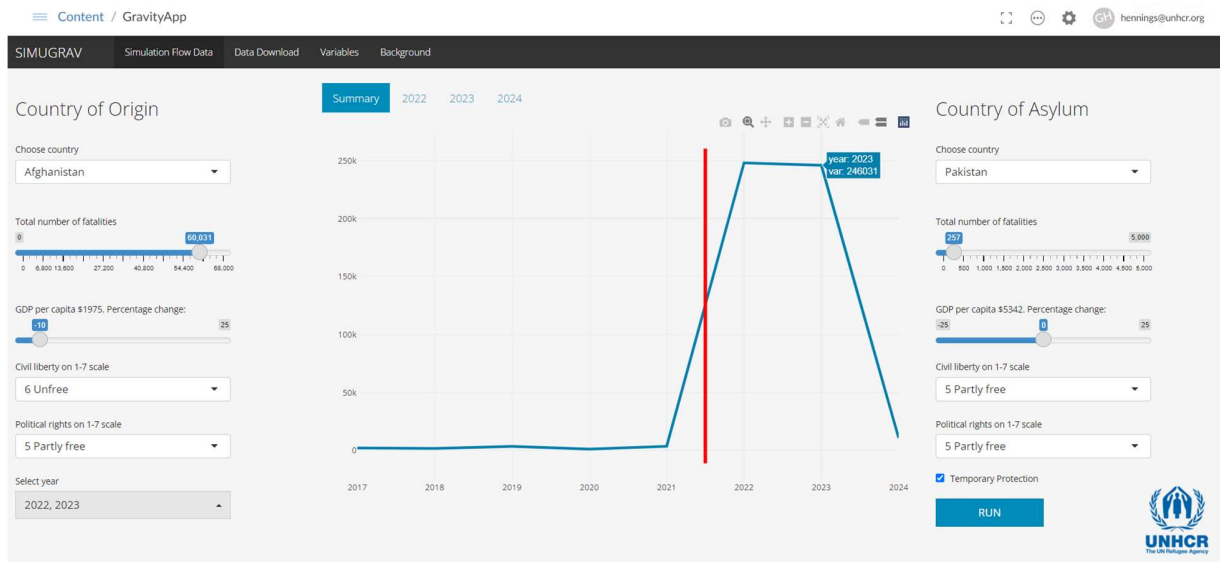 Content / GravityApp
GH hennings@unhcr.org
SIMUGRAV Simulation Flow Data Data Download Variables Background
Country of Origin
Choose country
Afghanistan
Total number of fatalities
0 60,031
0 6,800 13,600 27,200 40,800 54,400 68,000
GDP per capita $1975. Percentage change:
-10 25
Civil liberty on 1-7 scale
6 Unfree
Political rights on 1-7 scale
5 Partly free
Select year
2022, 2023
Summary 2022 2023 2024
250k
200k
150k
100k
50k
0
year: 2023
var: 246031
2017 2018 2019 2020 2021 2022 2023 2024
Country of Asylum
Choose country
Pakistan
Total number of fatalities
257 5,000
0 500 1,000 1,500 2,000 2,500 3,000 3,500 4,000 4,500 5,000
GDP per capita $5342. Percentage change:
-25 0 25
Civil liberty on 1-7 scale
5 Partly free
Political rights on 1-7 scale
5 Partly free
Temporary Protection
RUN
UNHCR
The UN Refugee Agency